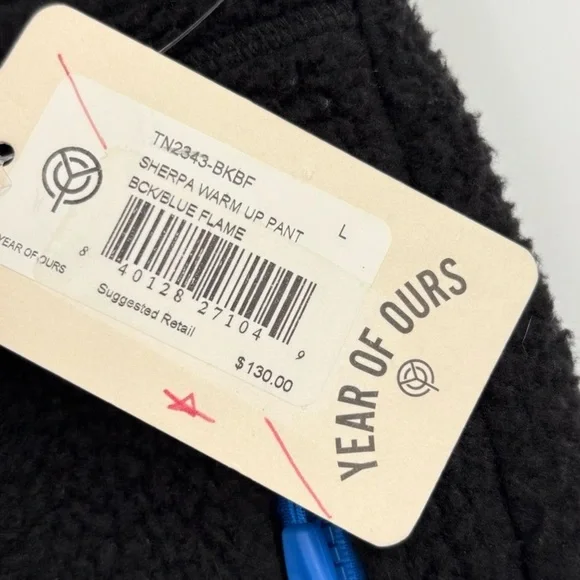 TN2343-BKBF
SHERPA WARM UP PANT L
BCK/BLUE FLAME
YEAR OF OURS
8 40128 27104 9
Suggested Retail
$130.00
YEAR OF OURS